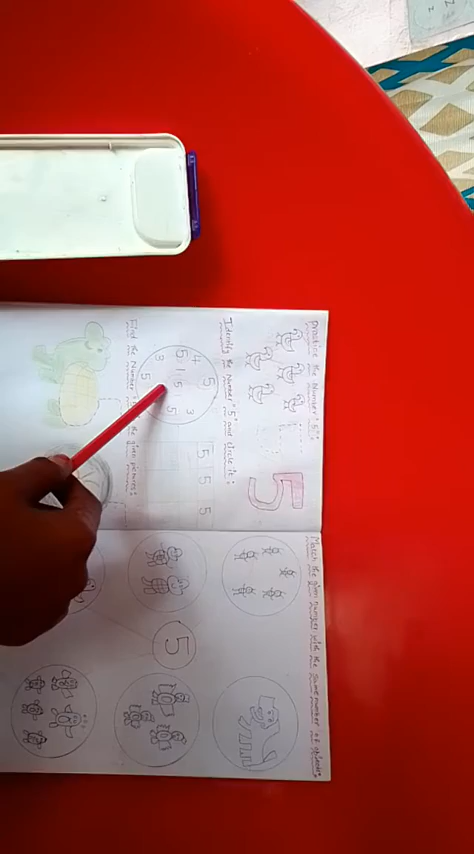 Practice the Number '5':
5
Identify the Number '5' and circle it:
4 5
5 1 5 3
3 5
5
5 5 5
Find the Number
the given pictures:
Match the given number with the same number of objects:
5